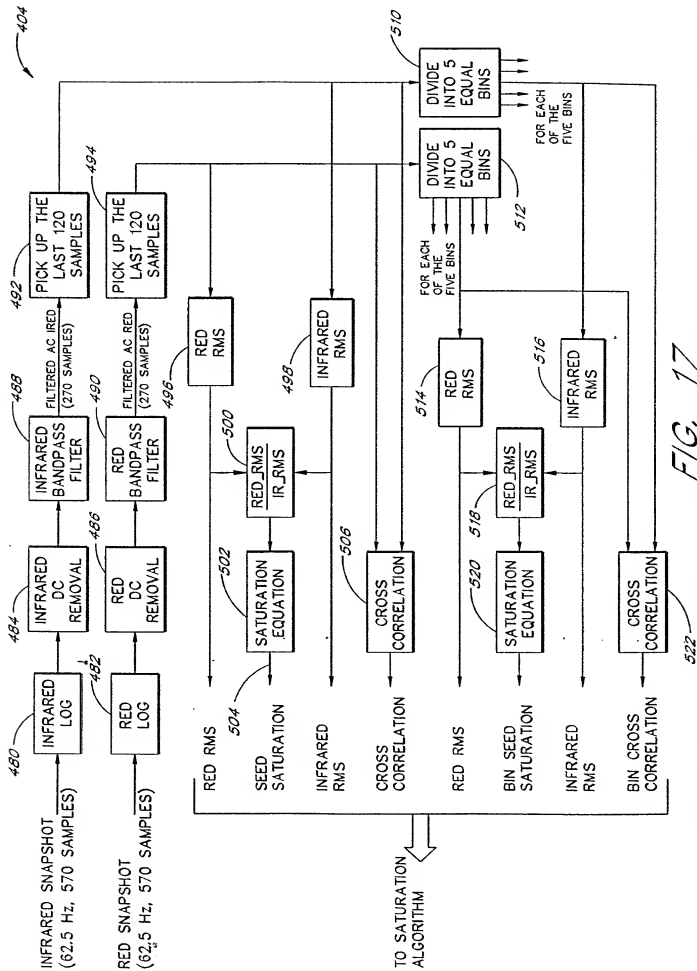 404
INFRARED SNAPSHOT
(62.5 Hz, 570 SAMPLES)
480
INFRARED
LOG
484
INFRARED
DC
REMOVAL
488
INFRARED
BANDPASS
FILTER
FILTERED AC IRED
(270 SAMPLES)
492
PICK UP THE
LAST 120
SAMPLES
RED SNAPSHOT
(62.5 Hz, 570 SAMPLES)
482
RED
LOG
486
RED DC
REMOVAL
490
RED
BANDPASS
FILTER
FILTERED AC RED
(270 SAMPLES)
494
PICK UP THE
LAST 120
SAMPLES
RED RMS
496
RED
RMS
SEED
SATURATION
504
502
SATURATION
EQUATION
500
RED_RMS
IR_RMS
INFRARED
RMS
498
INFRARED
RMS
CROSS
CORRELATION
506
CROSS
CORRELATION
510
DIVIDE
INTO 5
EQUAL
BINS
FOR EACH
OF THE
FIVE BINS
512
DIVIDE
INTO 5
EQUAL
BINS
FOR EACH
OF THE
FIVE BINS
RED RMS
514
RED
RMS
BIN SEED
SATURATION
520
SATURATION
EQUATION
518
RED_RMS
IR_RMS
INFRARED
RMS
516
INFRARED
RMS
BIN CROSS
CORRELATION
522
CROSS
CORRELATION
TO SATURATION
ALGORITHM
FIG. 17